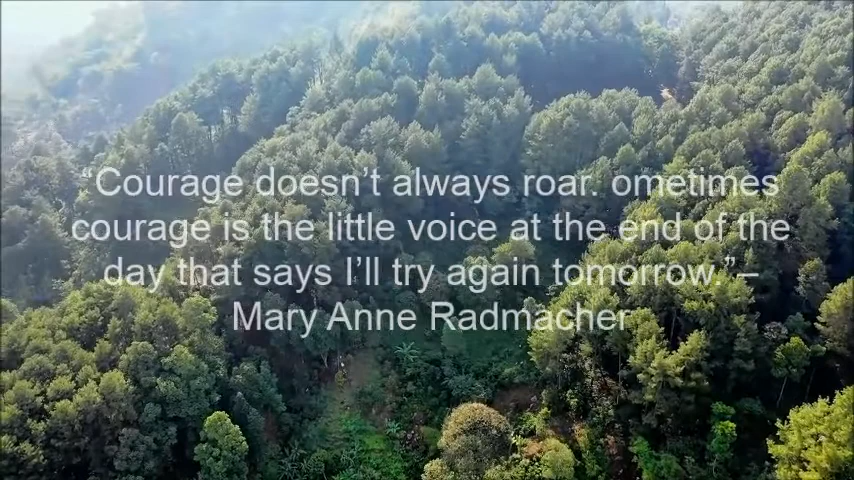 “Courage doesn’t always roar. ometimes
courage is the little voice at the end of the
day that says I’ll try again tomorrow.”–
Mary Anne Radmacher